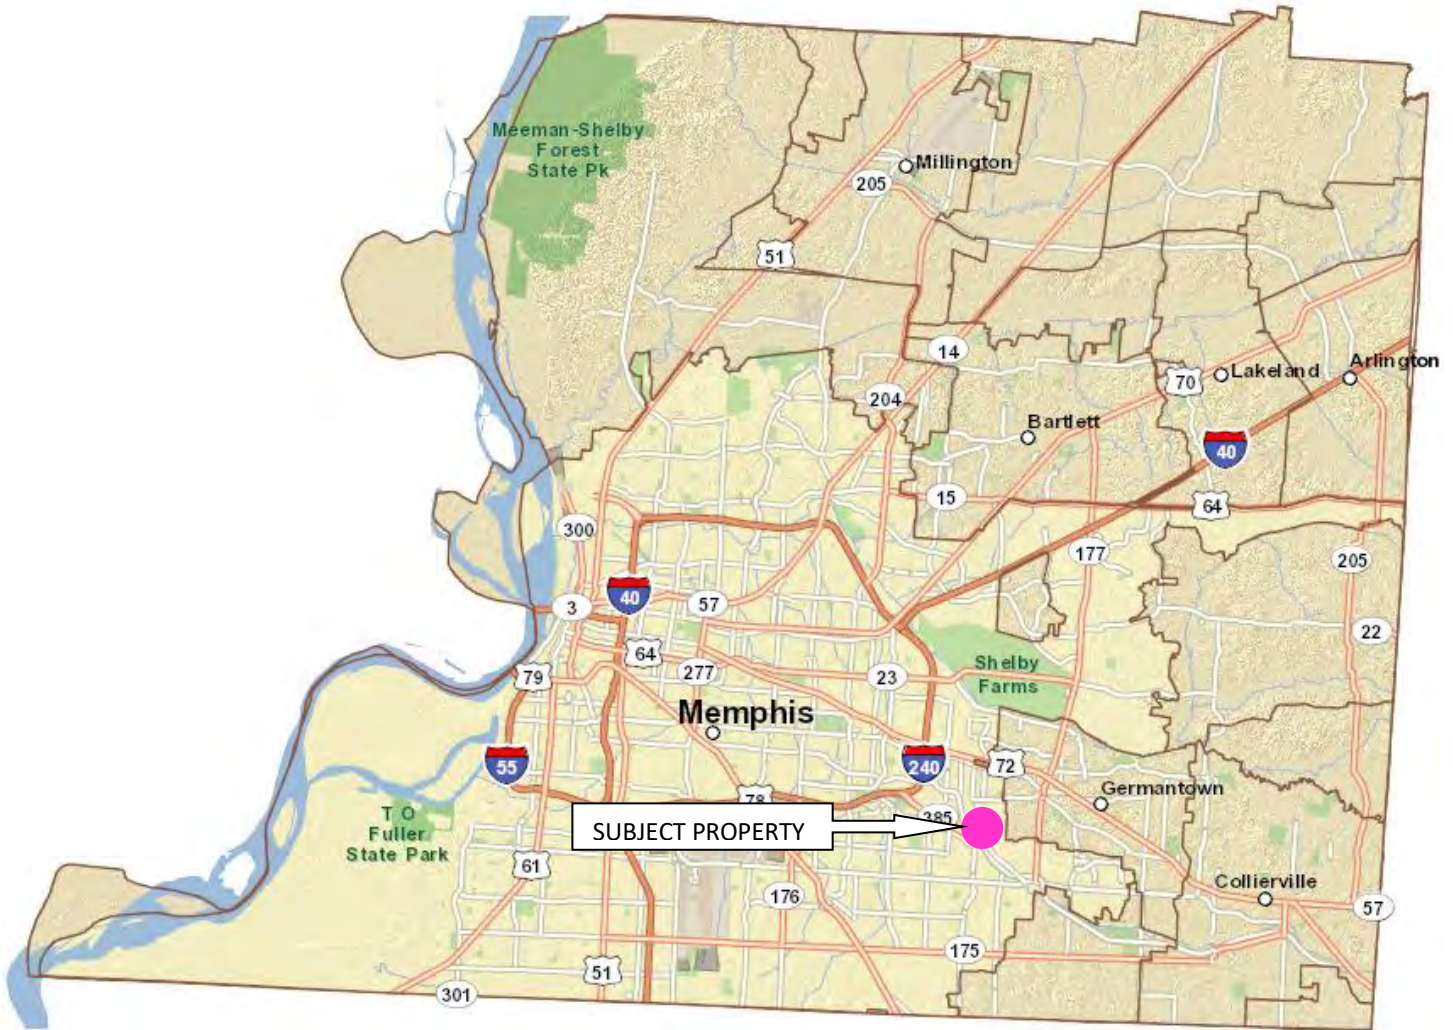 Meeman-Shelby
Forest
State Pk
Millington
205
51
14
Lakeland
Arlington
70
204
Bartlett
40
15
64
300
177
205
40
3
57
22
64
Shelby
Farms
79
277
23
Memphis
55
240
72
Germantown
78
T O
Fuller
State Park
SUBJECT PROPERTY
385
61
176
Collierville
57
175
51
301